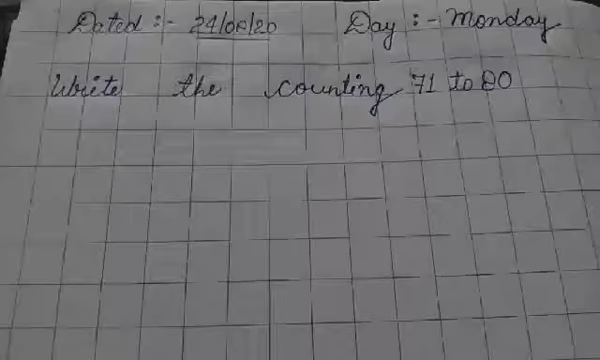 Dated :- 24/08/20 Day :- Monday
Write the counting 71 to 80